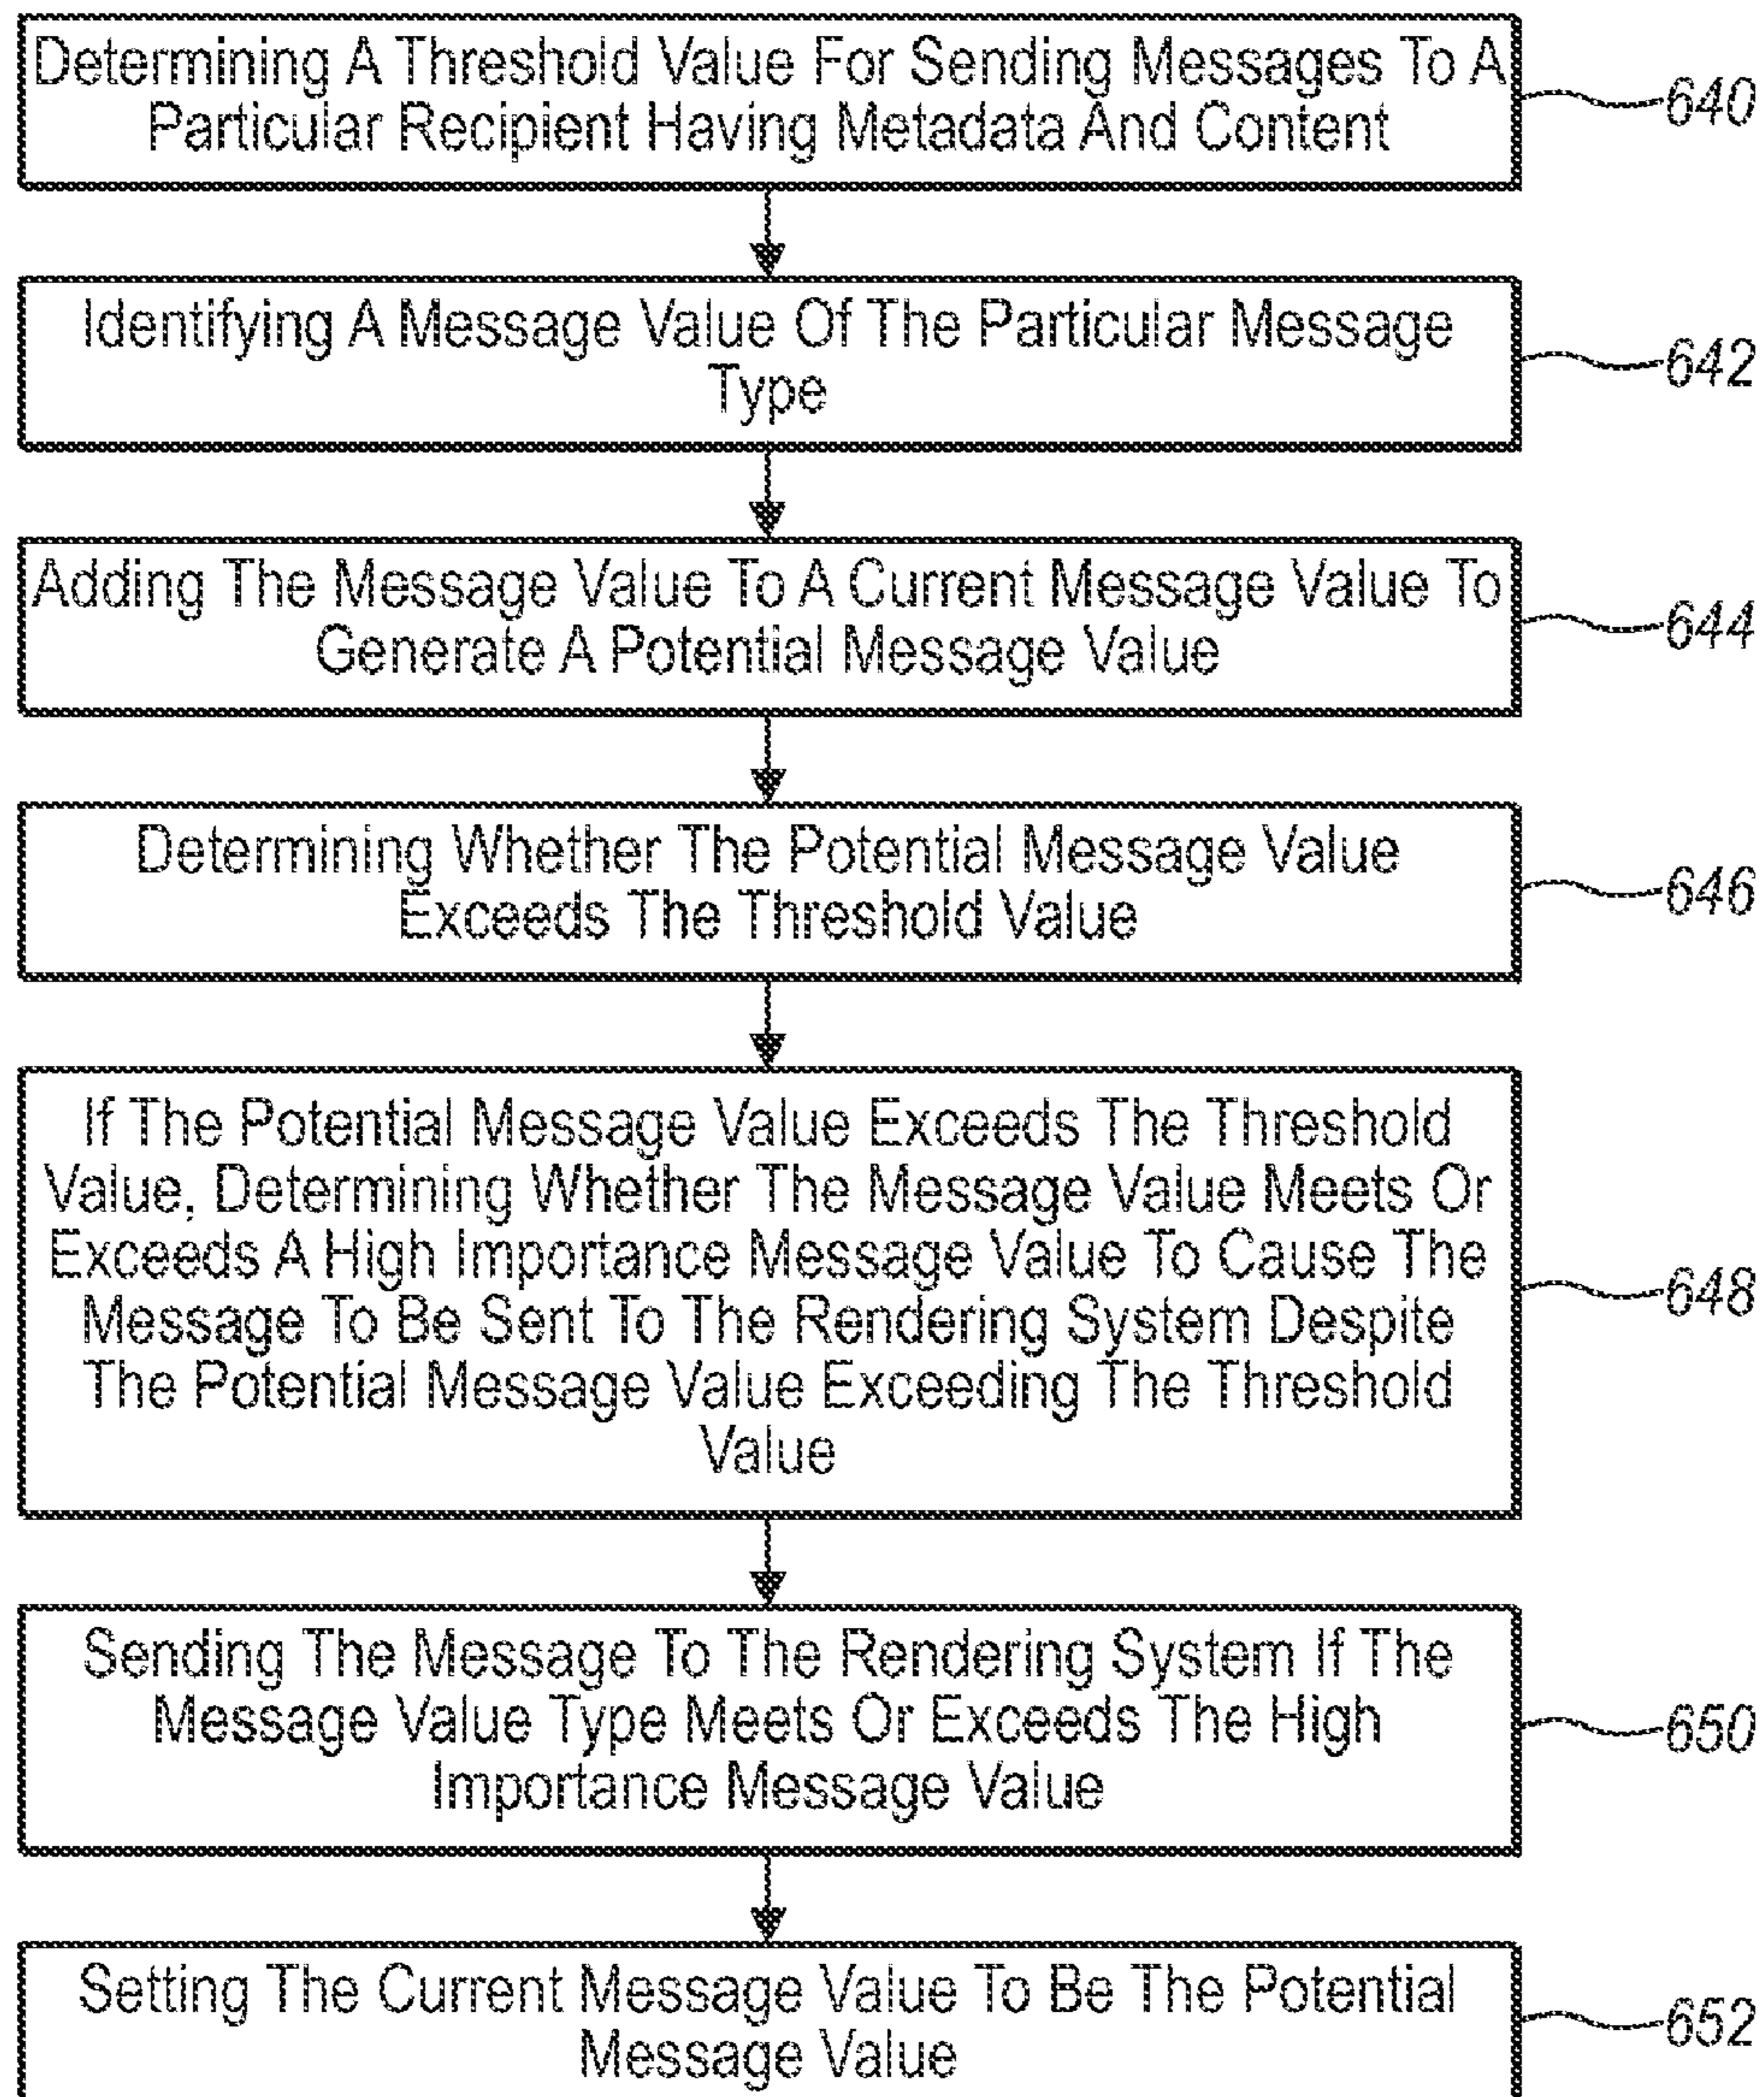 Determining A Threshold Value For Sending Messages To A
Particular Recipient Having Metadata And Content
640
Identifying A Message Value Of The Particular Message
Type
642
Adding The Message Value To A Current Message Value To
Generate A Potential Message Value
644
Determining Whether The Potential Message Value
Exceeds The Threshold Value
646
If The Potential Message Value Exceeds The Threshold
Value, Determining Whether The Message Value Meets Or
Exceeds A High Importance Message Value To Cause The
Message To Be Sent To The Rendering System Despite
The Potential Message Value Exceeding The Threshold
Value
648
Sending The Message To The Rendering System If The
Message Value Type Meets Or Exceeds The High
Importance Message Value
650
Setting The Current Message Value To Be The Potential
Message Value
652